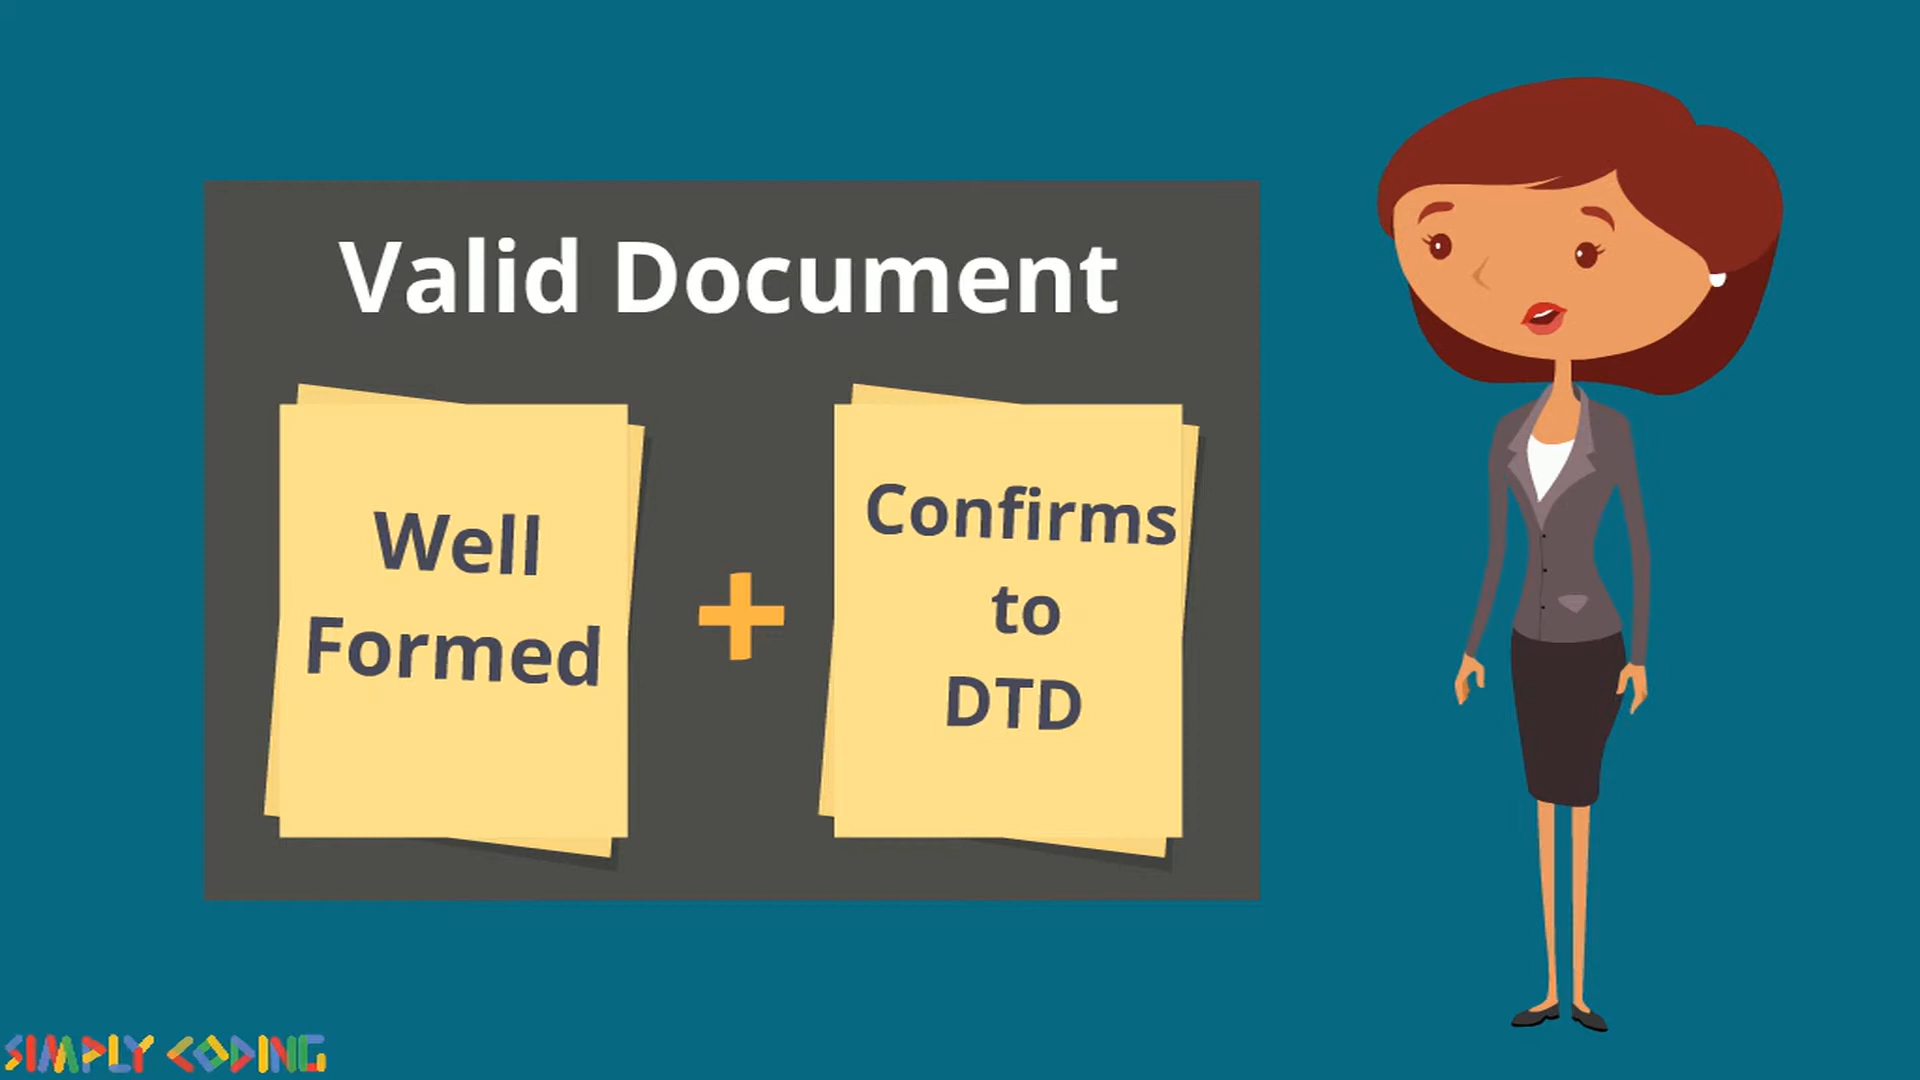 Valid Document
Well
Formed
+
Confirms
to
DTD
SIMPLY CODING